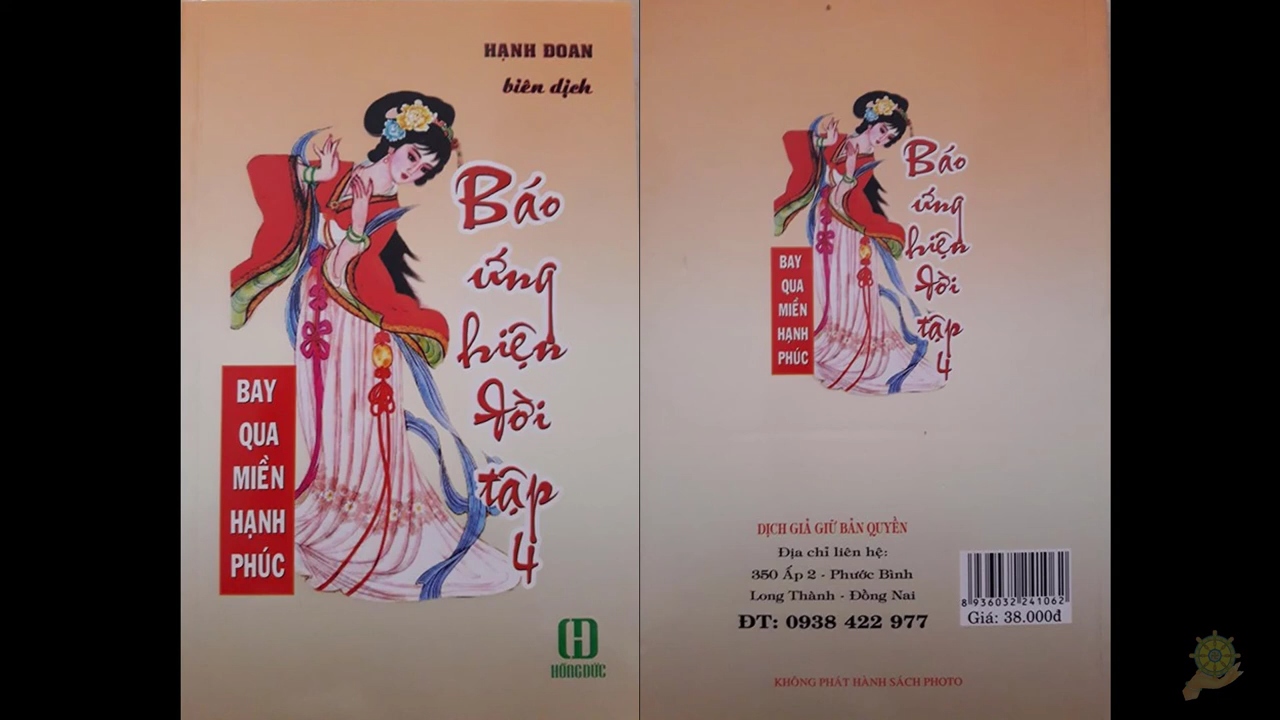 HẠNH ĐOAN
biên dịch
Báo
ứng
hiện
đời
tập
4
BAY
QUA
MIỀN
HẠNH
PHÚC
HỒNG ĐỨC
Báo
ứng
hiện
đời
tập
4
BAY
QUA
MIỀN
HẠNH
PHÚC
DỊCH GIẢ GIỮ BẢN QUYỀN
Địa chỉ liên hệ:
350 Ấp 2 - Phước Bình
Long Thành - Đồng Nai
ĐT: 0938 422 977
8 936032 241062
Giá: 38.000đ
KHÔNG PHÁT HÀNH SÁCH PHOTO